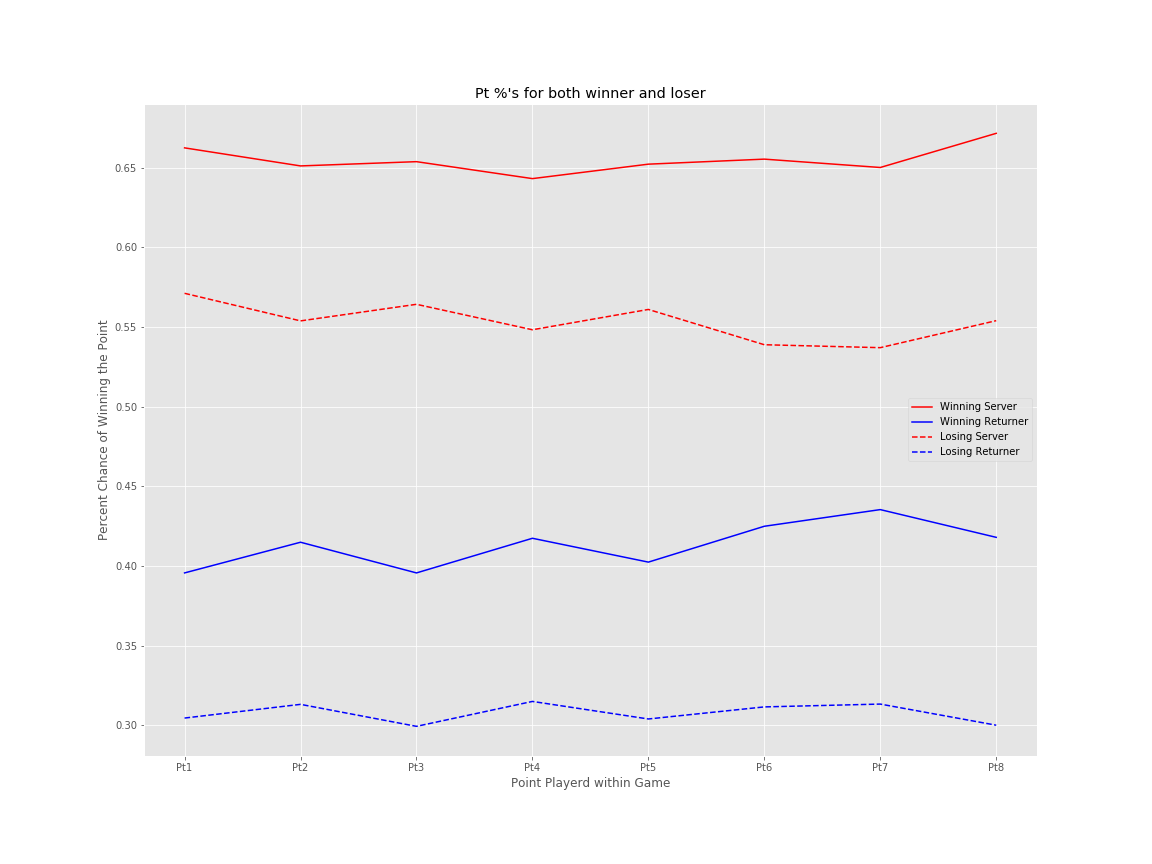 Pt %'s for both winner and loser
Percent Chance of Winning the Point
0.65
0.60
0.55
0.50
0.45
0.40
0.35
0.30
Winning Server
Winning Returner
Losing Server
Losing Returner
Pt1 Pt2 Pt3 Pt4 Pt5 Pt6 Pt7 Pt8
Point Playerd within Game